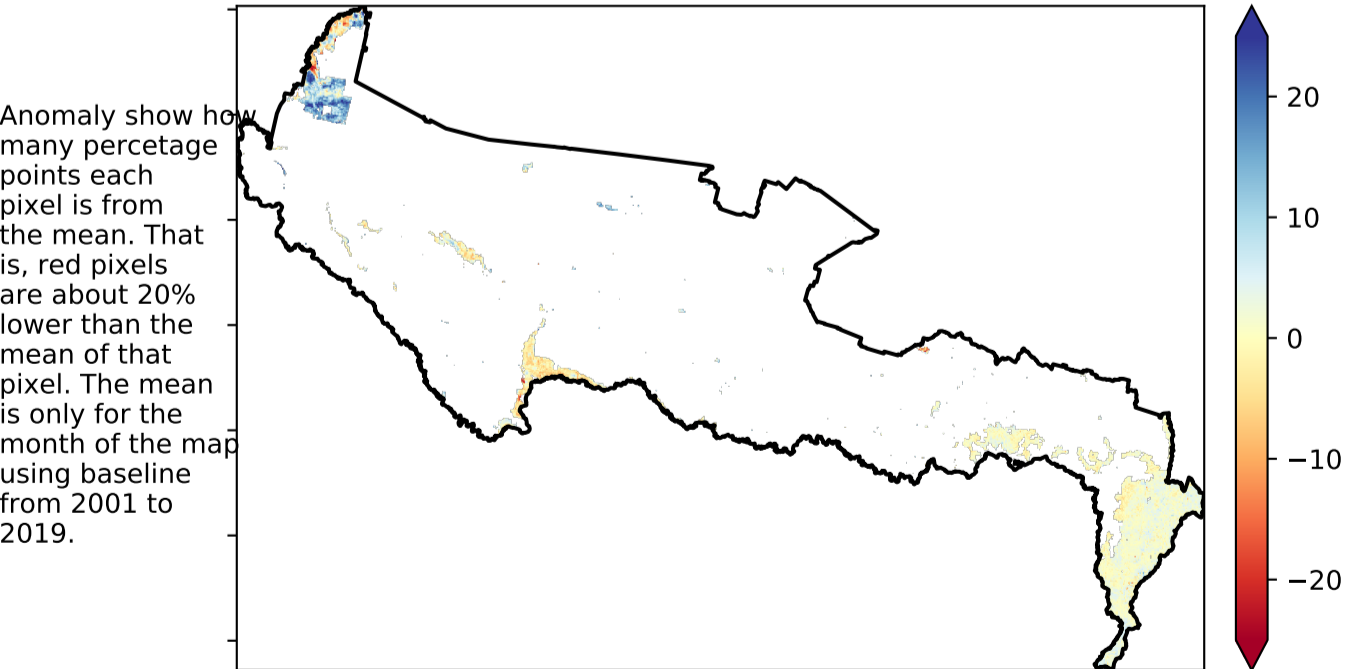 Anomaly show how
many percetage
points each
pixel is from
the mean. That
is, red pixels
are about 20%
lower than the
mean of that
pixel. The mean
is only for the
month of the map
using baseline
from 2001 to
2019.
20
10
0
−10
−20